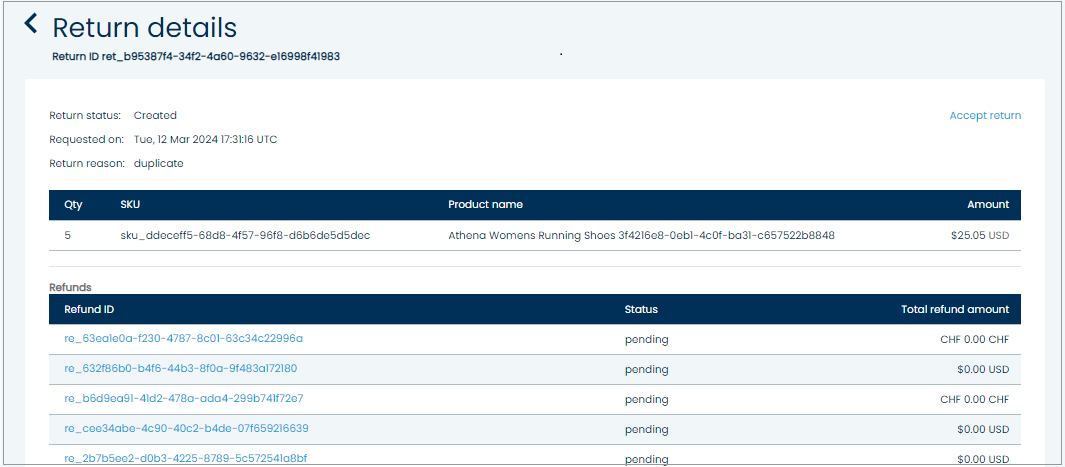 Return details
Return ID ret_b95387f4-34f2-4a60-9632-e16998f41983
Return status: Created
Accept return
Requested on: Tue, 12 Mar 2024 17:31:16 UTC
Return reason: duplicate
Qty SKU Product name Amount
5 sku_ddeceff5-68d8-4f57-96f8-d6b6de5d5dec Athena Womens Running Shoes 3f4216e8-0eb1-4c0f-ba31-c657522b8848 $25.05 USD
Refunds
Refund ID Status Total refund amount
re_63ea1e0a-f230-4787-8c01-63c34c22996a pending CHF 0.00 CHF
re_632f86b0-b4f6-44b3-8f0a-9f483a172180 pending $0.00 USD
re_b6d9ea91-41d2-478a-ada4-299b741f72e7 pending CHF 0.00 CHF
re_cee34abe-4c90-40c2-b4de-07f659216639 pending $0.00 USD
re_2b7b5ee2-d0b3-4225-8789-5c572541a8bf pending $0.00 USD